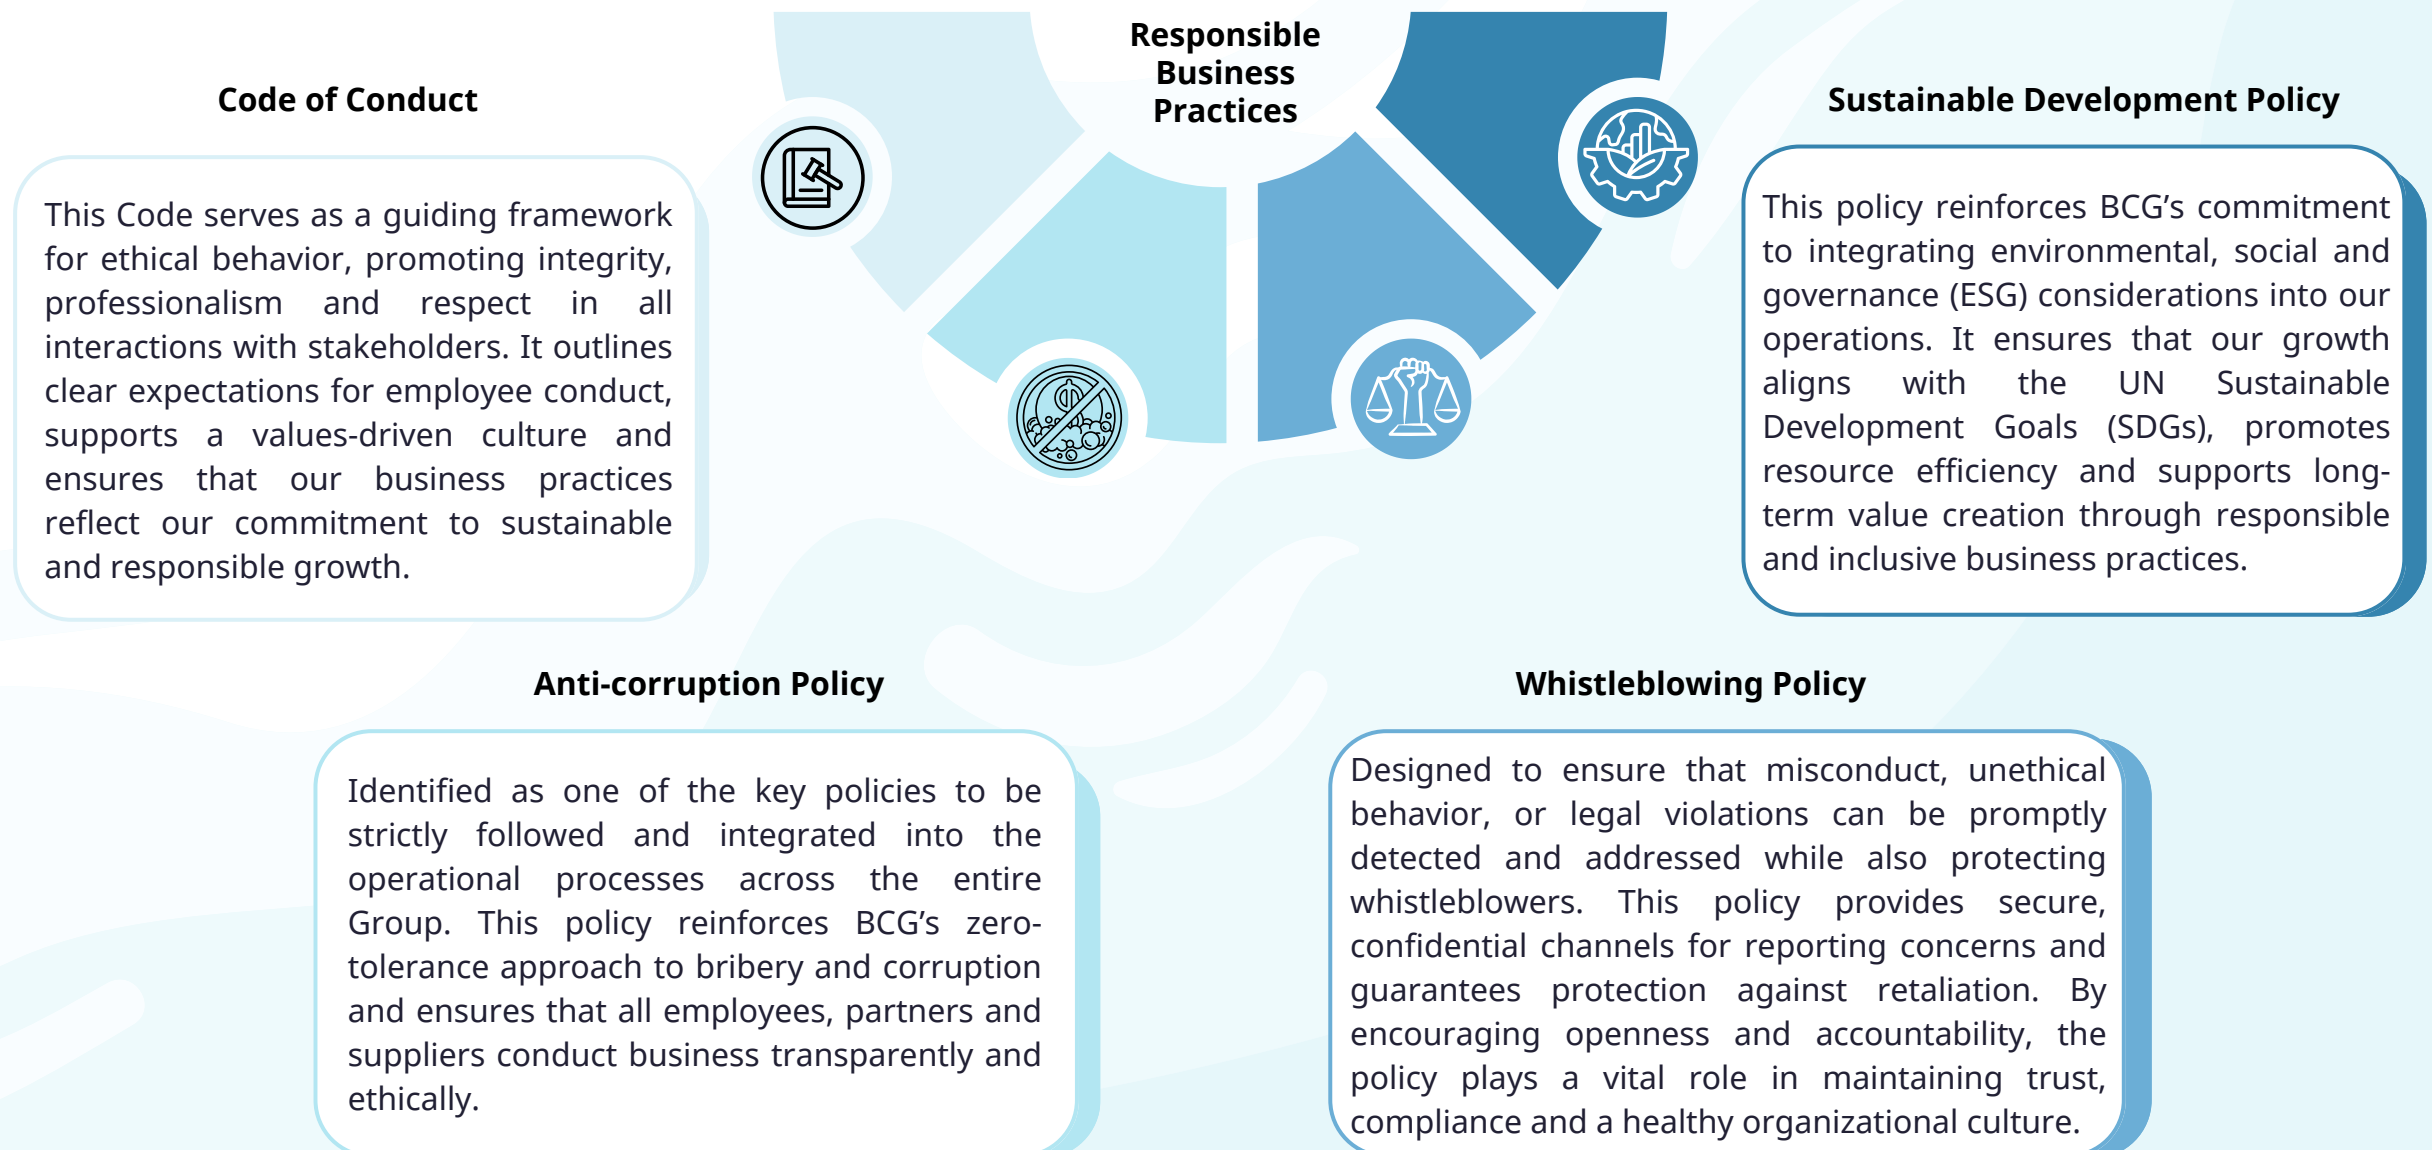 Responsible
Business
Practices
Code of Conduct
This Code serves as a guiding framework
for ethical behavior, promoting integrity,
professionalism and respect in all
interactions with stakeholders. It outlines
clear expectations for employee conduct,
supports a values-driven culture and
ensures that our business practices
reflect our commitment to sustainable
and responsible growth.
Sustainable Development Policy
This policy reinforces BCG’s commitment
to integrating environmental, social and
governance (ESG) considerations into our
operations. It ensures that our growth
aligns with the UN Sustainable
Development Goals (SDGs), promotes
resource efficiency and supports long-
term value creation through responsible
and inclusive business practices.
Anti-corruption Policy
Identified as one of the key policies to be
strictly followed and integrated into the
operational processes across the entire
Group. This policy reinforces BCG’s zero-
tolerance approach to bribery and corruption
and ensures that all employees, partners and
suppliers conduct business transparently and
ethically.
Whistleblowing Policy
Designed to ensure that misconduct, unethical
behavior, or legal violations can be promptly
detected and addressed while also protecting
whistleblowers. This policy provides secure,
confidential channels for reporting concerns and
guarantees protection against retaliation. By
encouraging openness and accountability, the
policy plays a vital role in maintaining trust,
compliance and a healthy organizational culture.